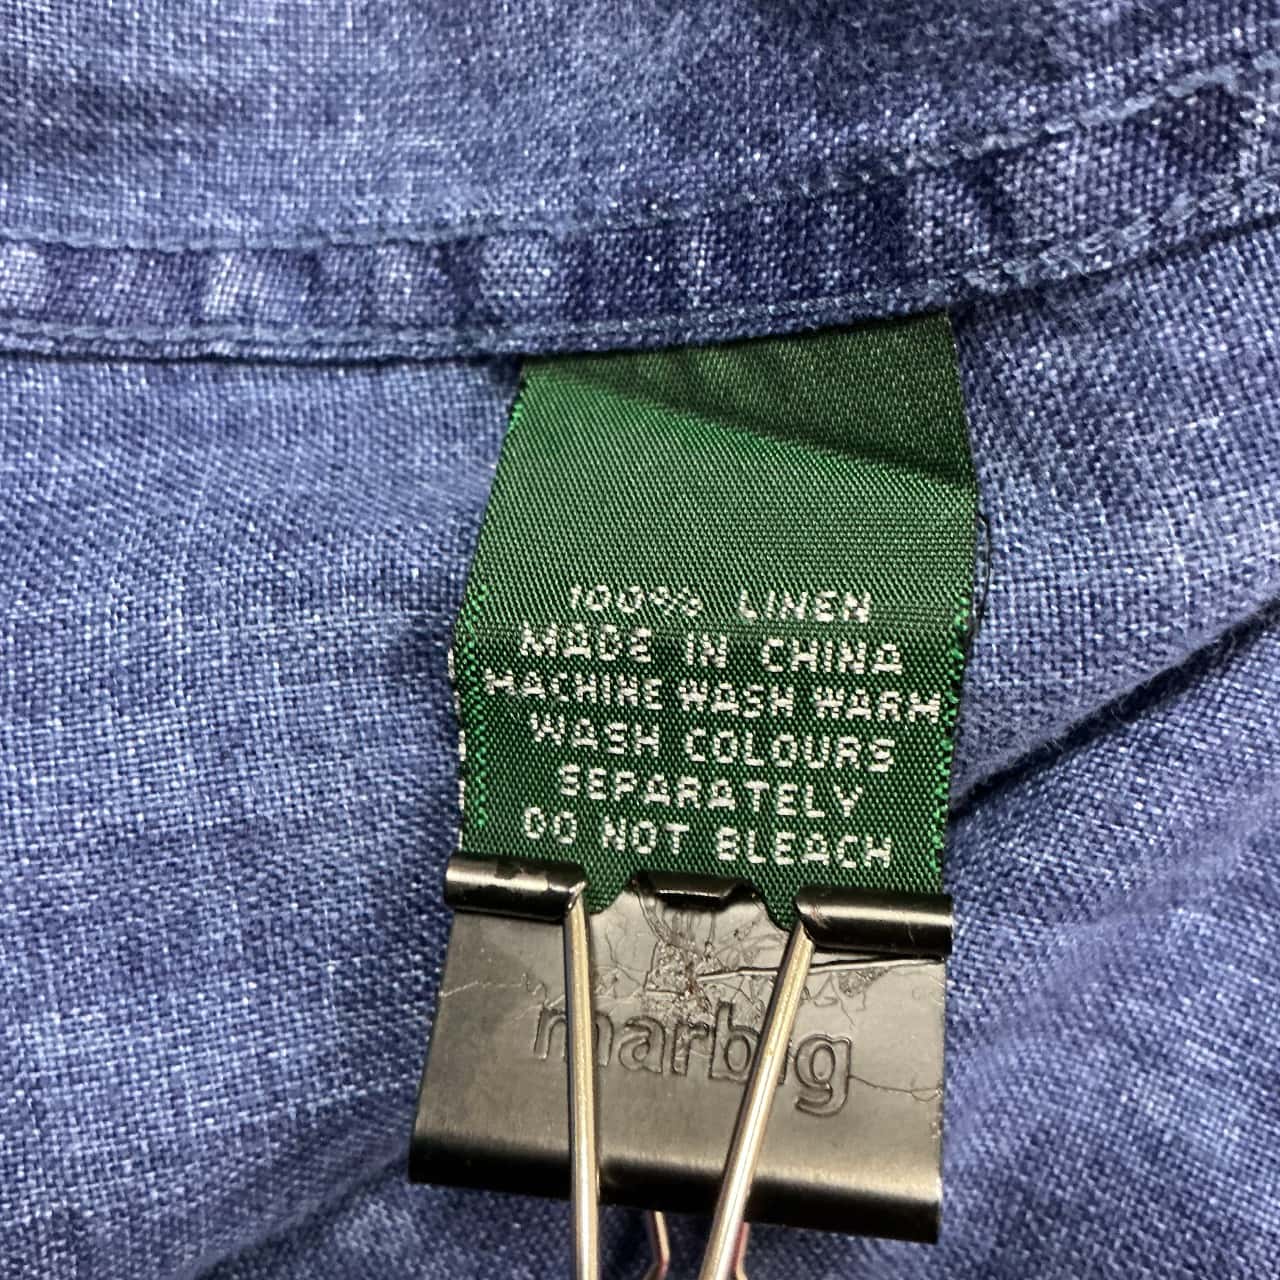 100% LINEN
MADE IN CHINA
MACHINE WASH WARM
WASH COLOURS
SEPARATELY
DO NOT BLEACH
marbig